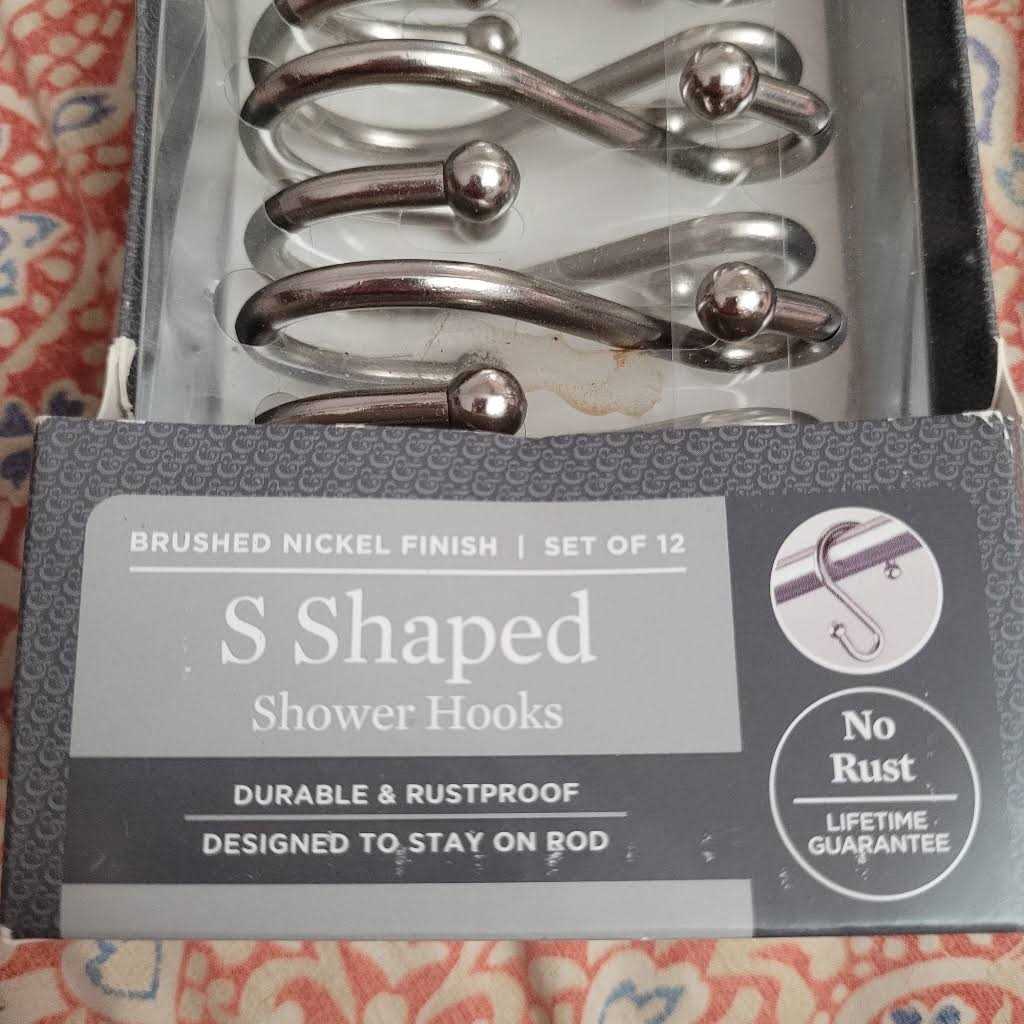 BRUSHED NICKEL FINISH | SET OF 12
S Shaped
Shower Hooks
DURABLE & RUSTPROOF
DESIGNED TO STAY ON ROD
No
Rust
LIFETIME
GUARANTEE